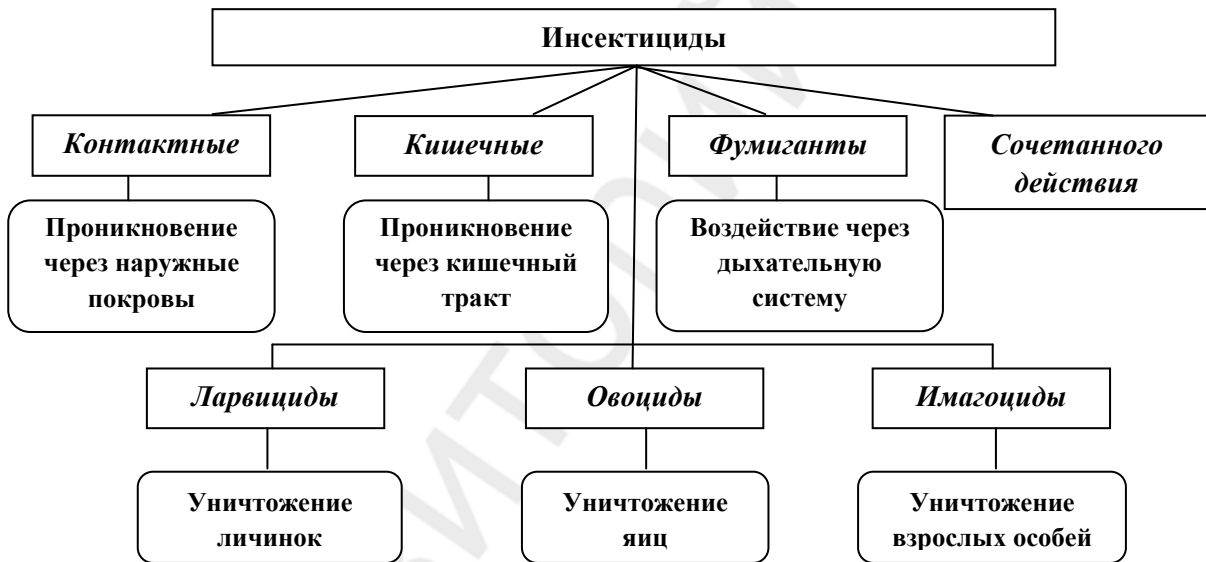 Инсектициды
Контактные
Кишечные
Фумиганты
Сочетанного
действия
Проникновение
через наружные
покровы
Проникновение
через кишечный
тракт
Воздействие через
дыхательную
систему
Ларвициды
Овоциды
Имагоциды
Уничтожение
личинок
Уничтожение
яиц
Уничтожение
взрослых особей